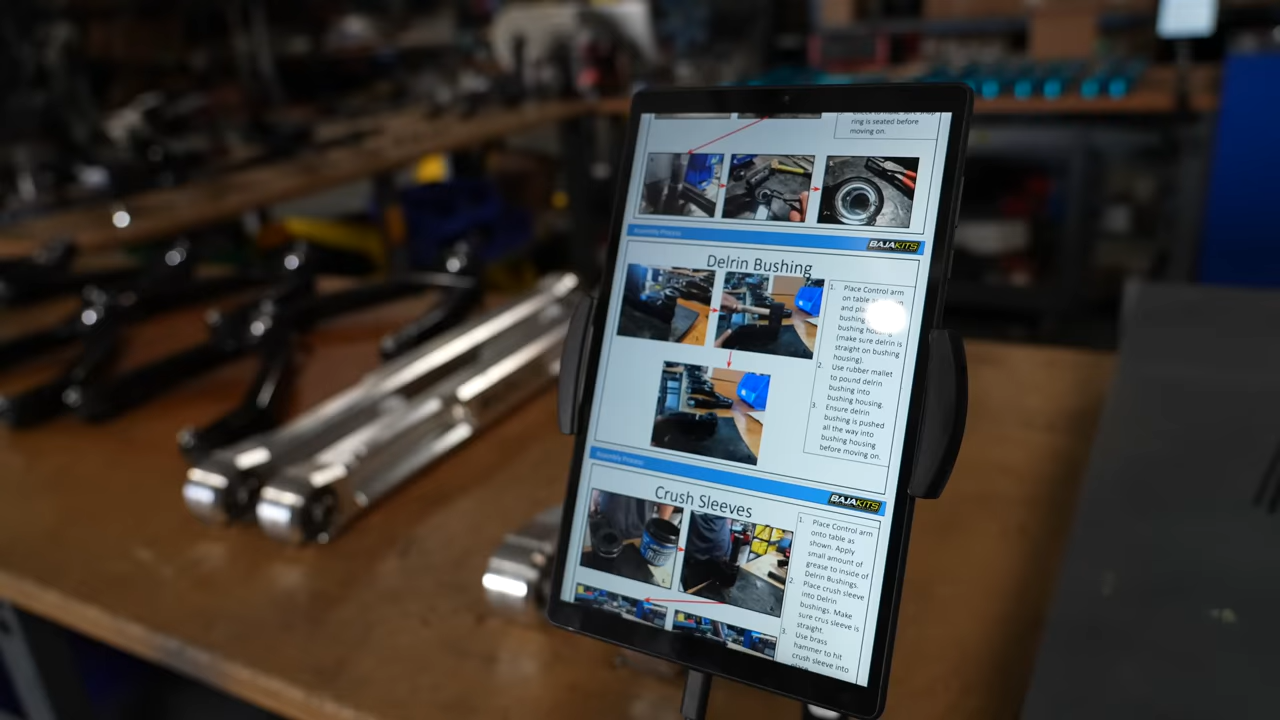 ring is seated before
moving on.
Assembly Process
BAJAKITS
Delrin Bushing
1. Place Control arm
on table
and
bushing
bushing
(make sure delrin is
straight on bushing
housing).
2. Use rubber mallet
to pound delrin
bushing into
bushing housing.
3. Ensure delrin
bushing is pushed
all the way into
bushing housing
before moving on.
Assembly Process
BAJAKITS
Crush Sleeves
1. Place Control arm
onto table as
shown. Apply
small amount of
grease to inside of
Delrin Bushings.
2. Place crush sleeve
into Delrin
bushings. Make
sure crus sleeve is
straight.
3. Use brass
hammer to hit
crush sleeve into